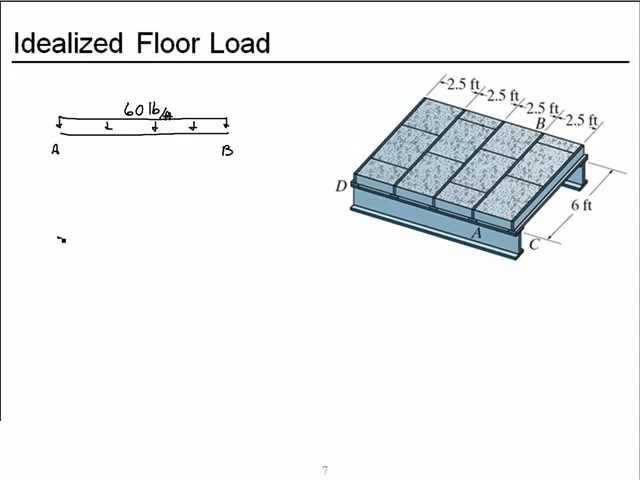 Idealized Floor Load
60 lb/ft
A
B
2.5 ft
2.5 ft
2.5 ft
2.5 ft
B
D
6 ft
A
C
7